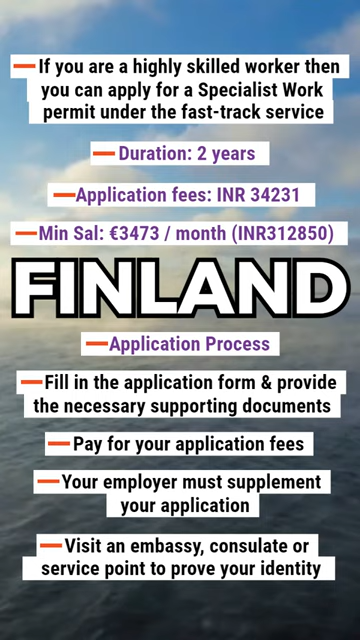 If you are a highly skilled worker then
you can apply for a Specialist Work
permit under the fast-track service
Duration: 2 years
Application fees: INR 34231
Min Sal: €3473 / month (INR312850)
FINLAND
Application Process
Fill in the application form & provide
the necessary supporting documents
Pay for your application fees
Your employer must supplement
your application
Visit an embassy, consulate or
service point to prove your identity